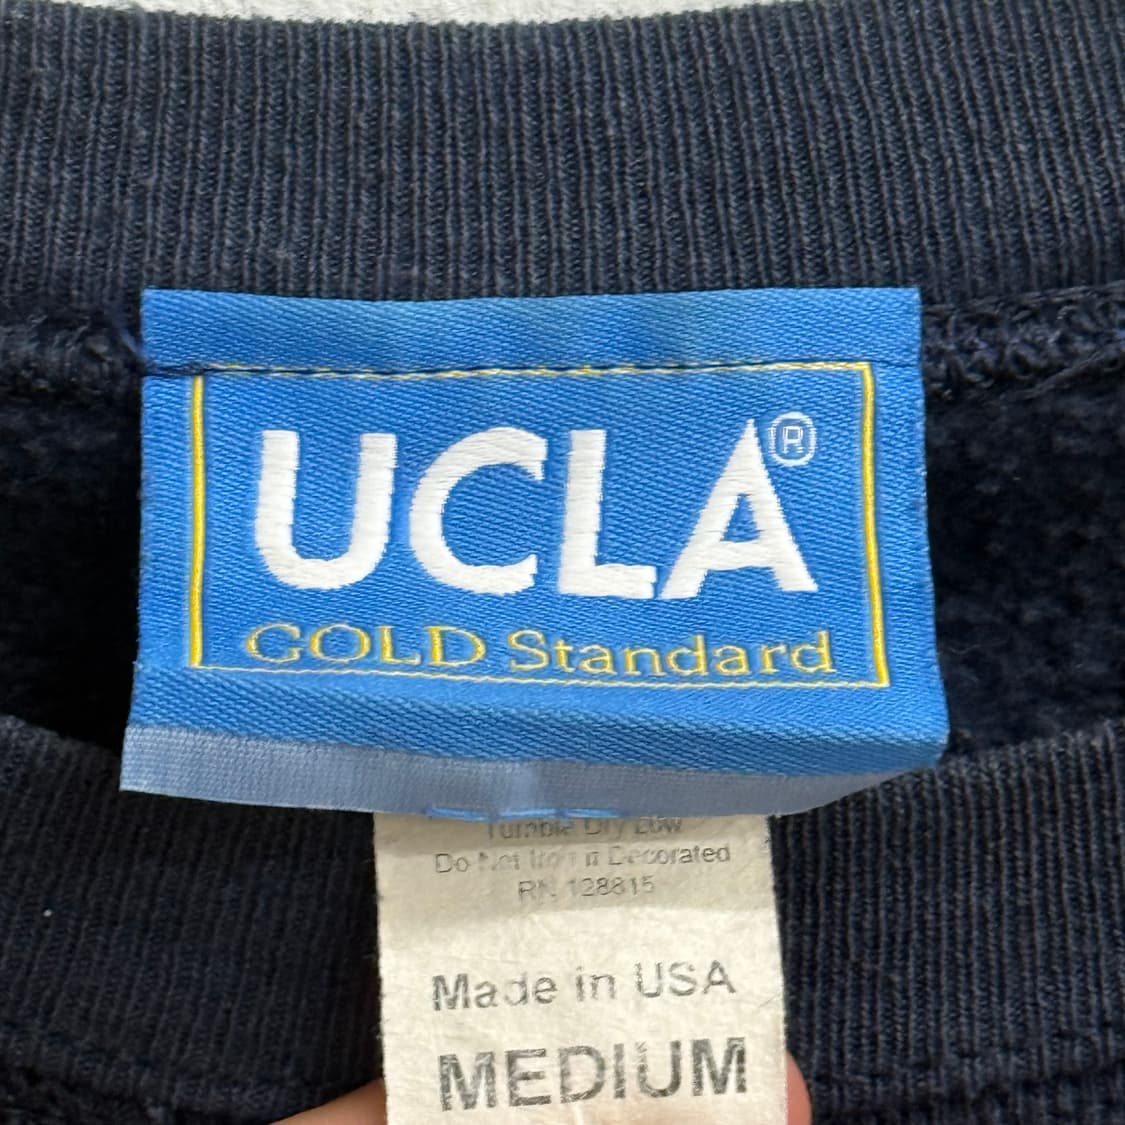 UCLA®
GOLD Standard
Tumble Dry Low
Do Not Iron if Decorated
RN 128815
Made in USA
MEDIUM